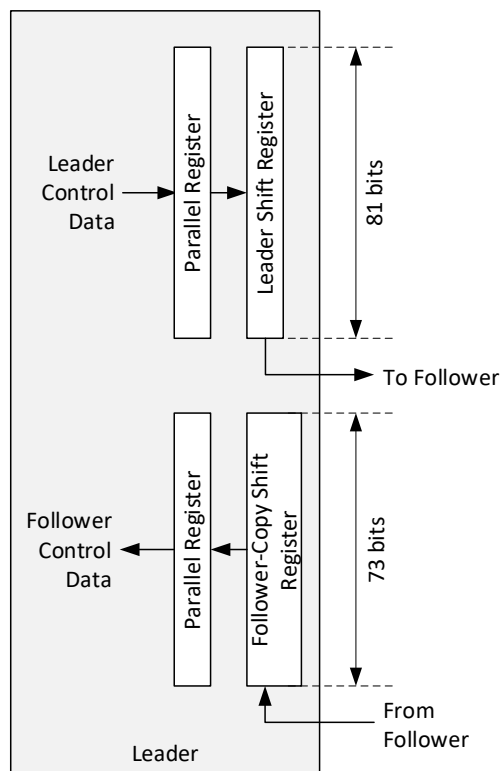 Leader
Control
Data
Parallel Register
Leader Shift Register
81 bits
To Follower
Follower
Control
Data
Parallel Register
Follower-Copy Shift
Register
73 bits
From
Follower
Leader